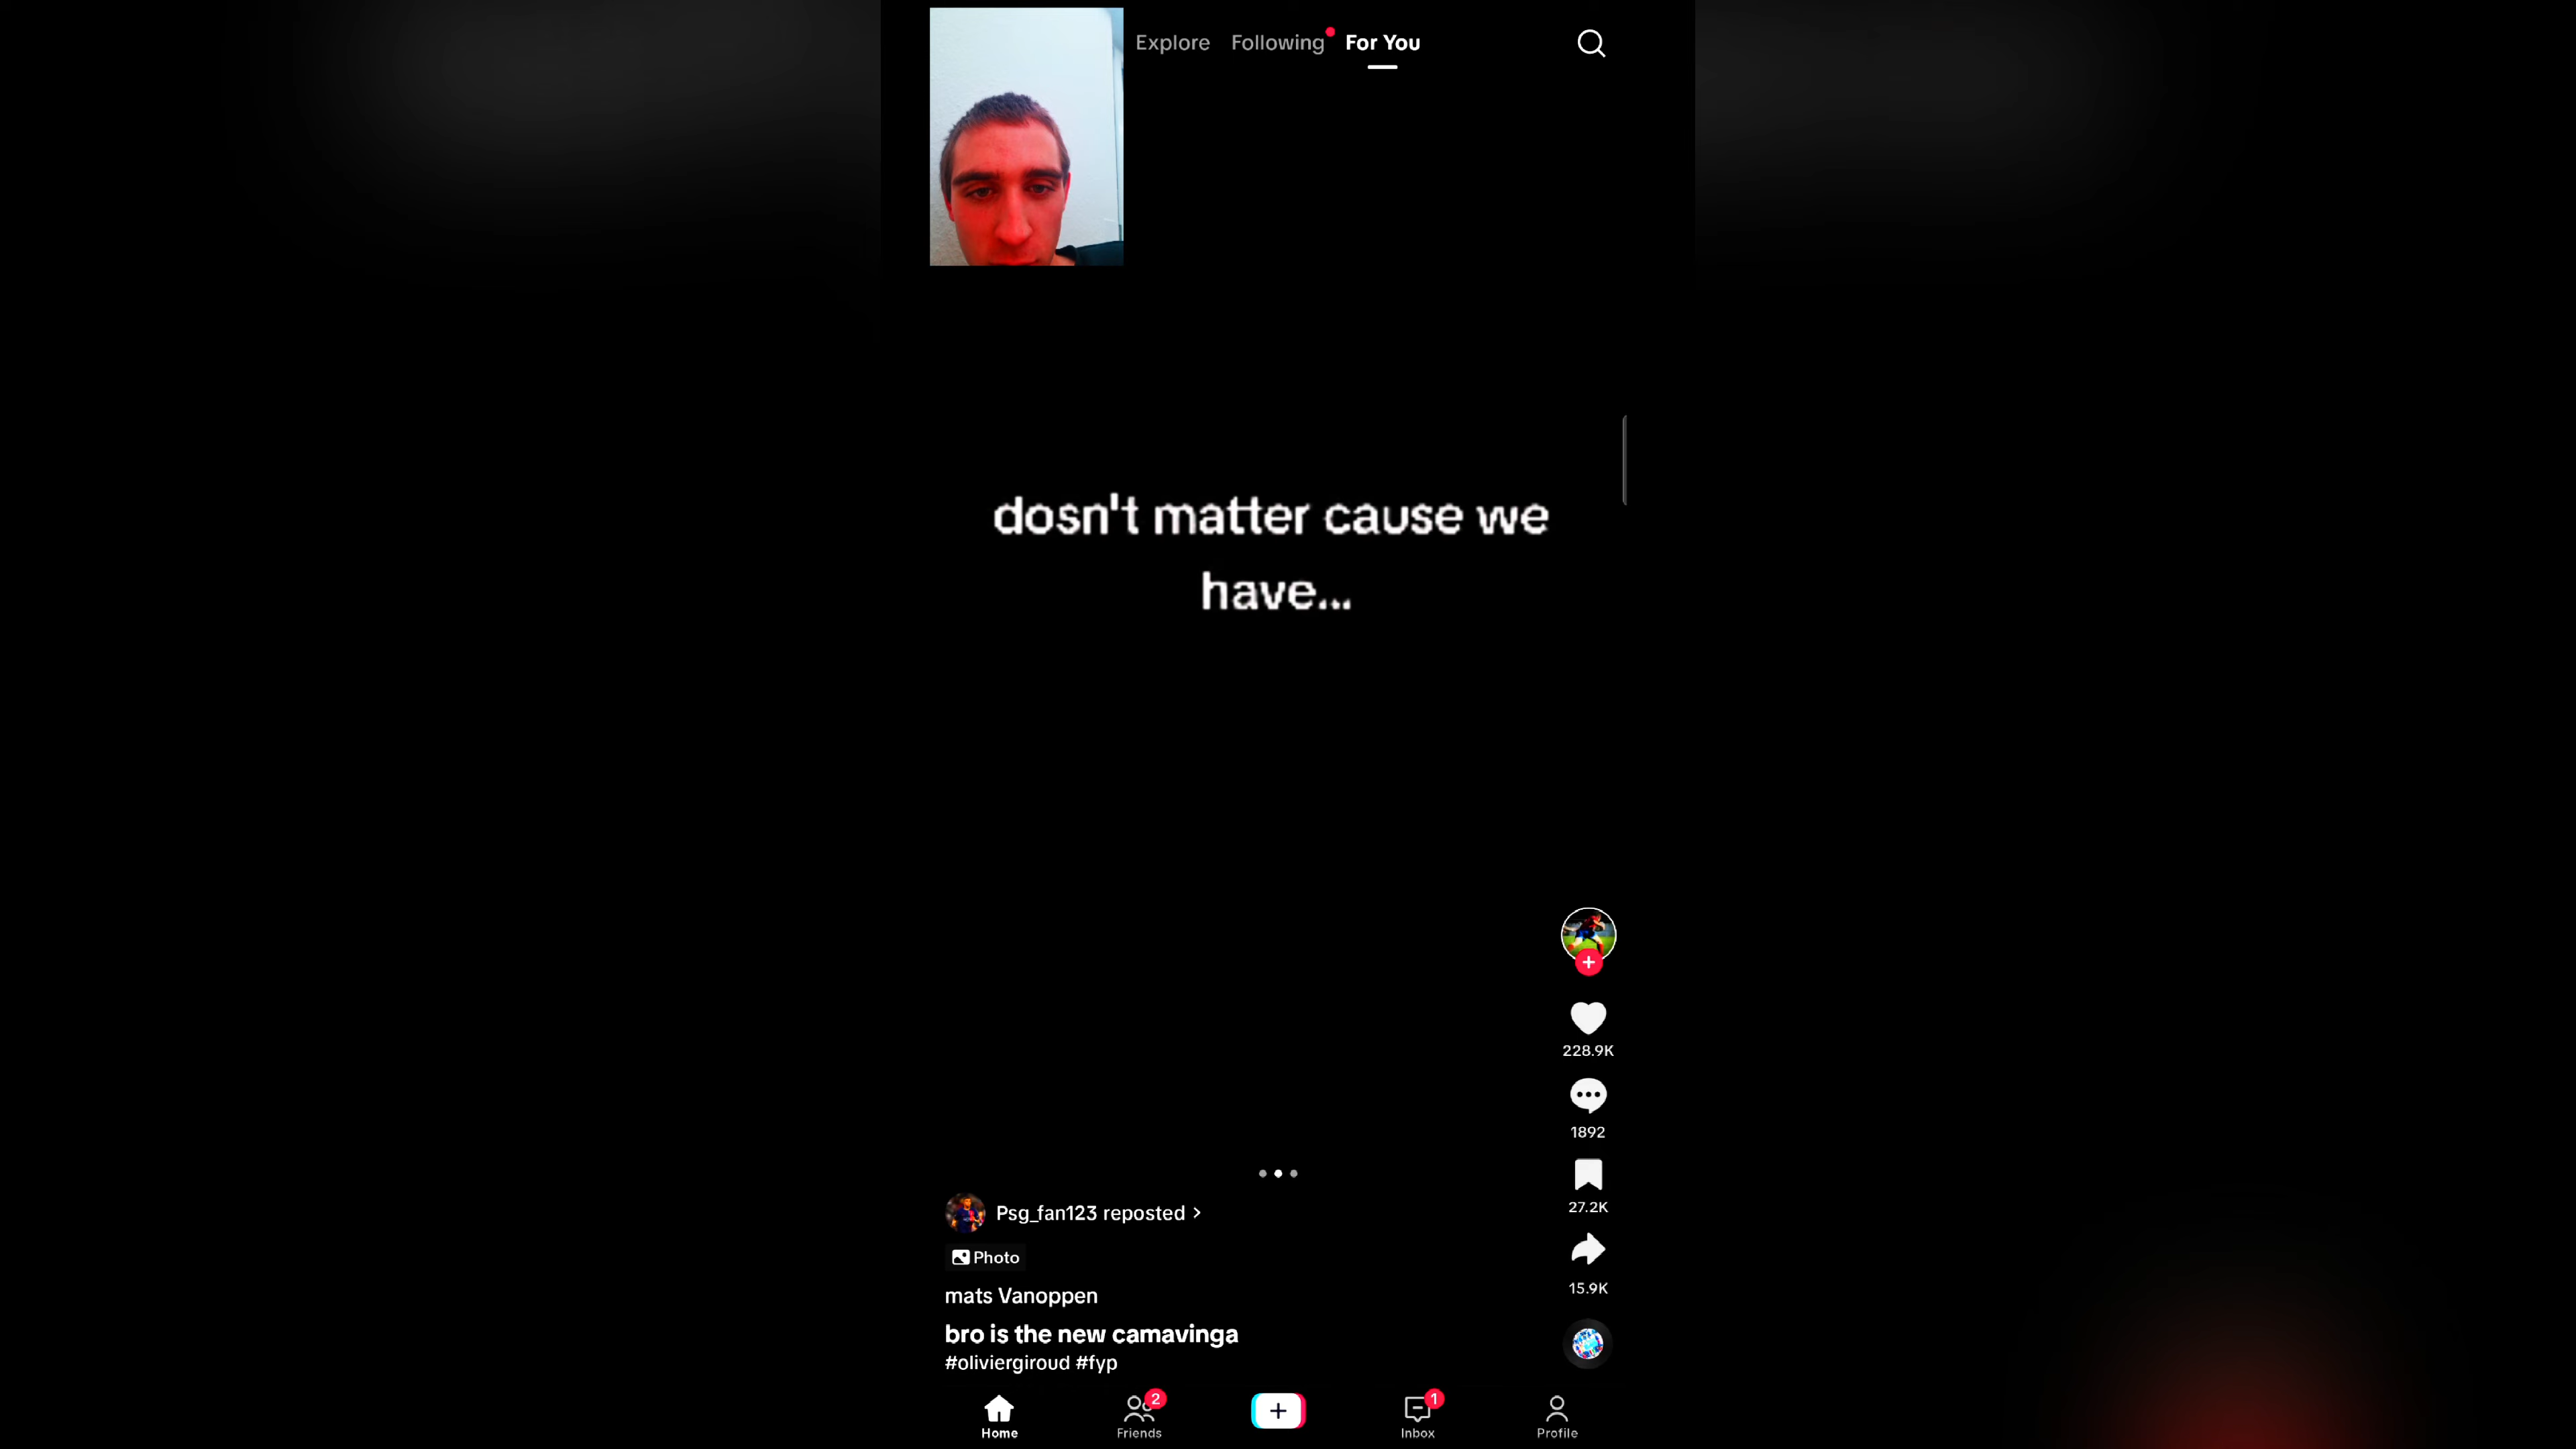 Explore Following For You
dosn't matter cause we
have...
228.9K
1892
27.2K
Psg_fan123 reposted >
Photo
15.9K
mats Vanoppen
bro is the new camavinga
#oliviergiroud #fyp
2
1
Home Friends Inbox Profile